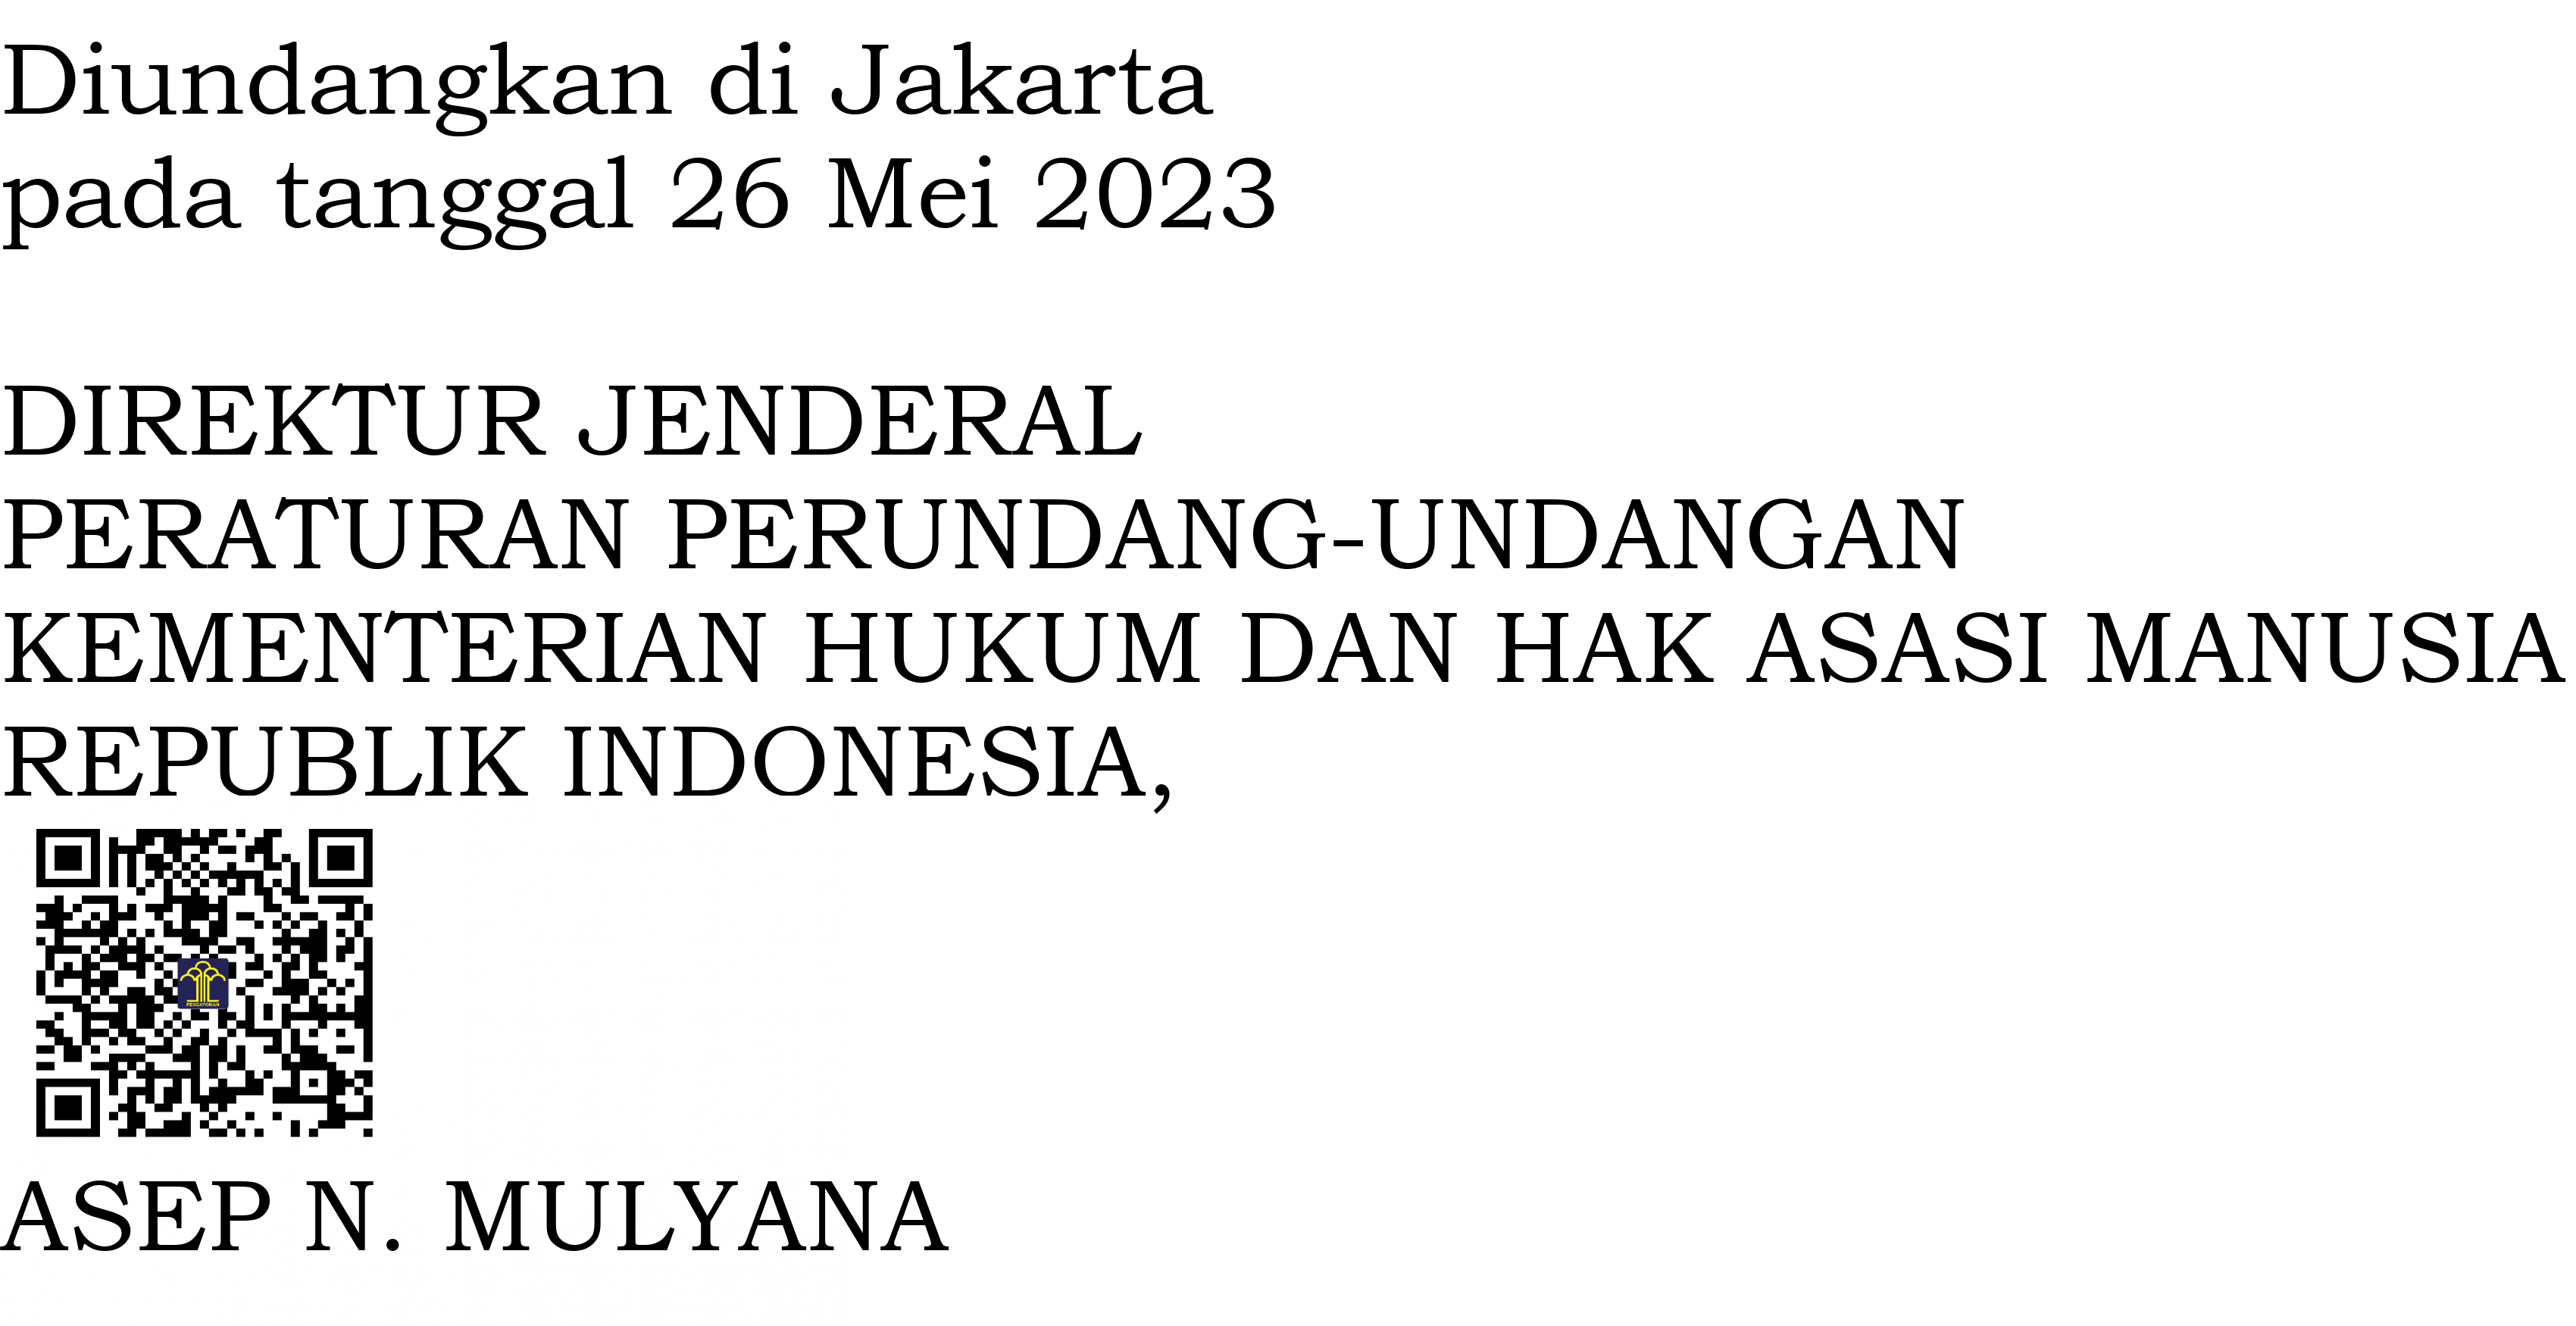 Diundangkan di Jakarta
pada tanggal 26 Mei 2023
DIREKTUR JENDERAL
PERATURAN PERUNDANG-UNDANGAN
KEMENTERIAN HUKUM DAN HAK ASASI MANUSIA
REPUBLIK INDONESIA,
PENGAYOMAN
ASEP N. MULYANA